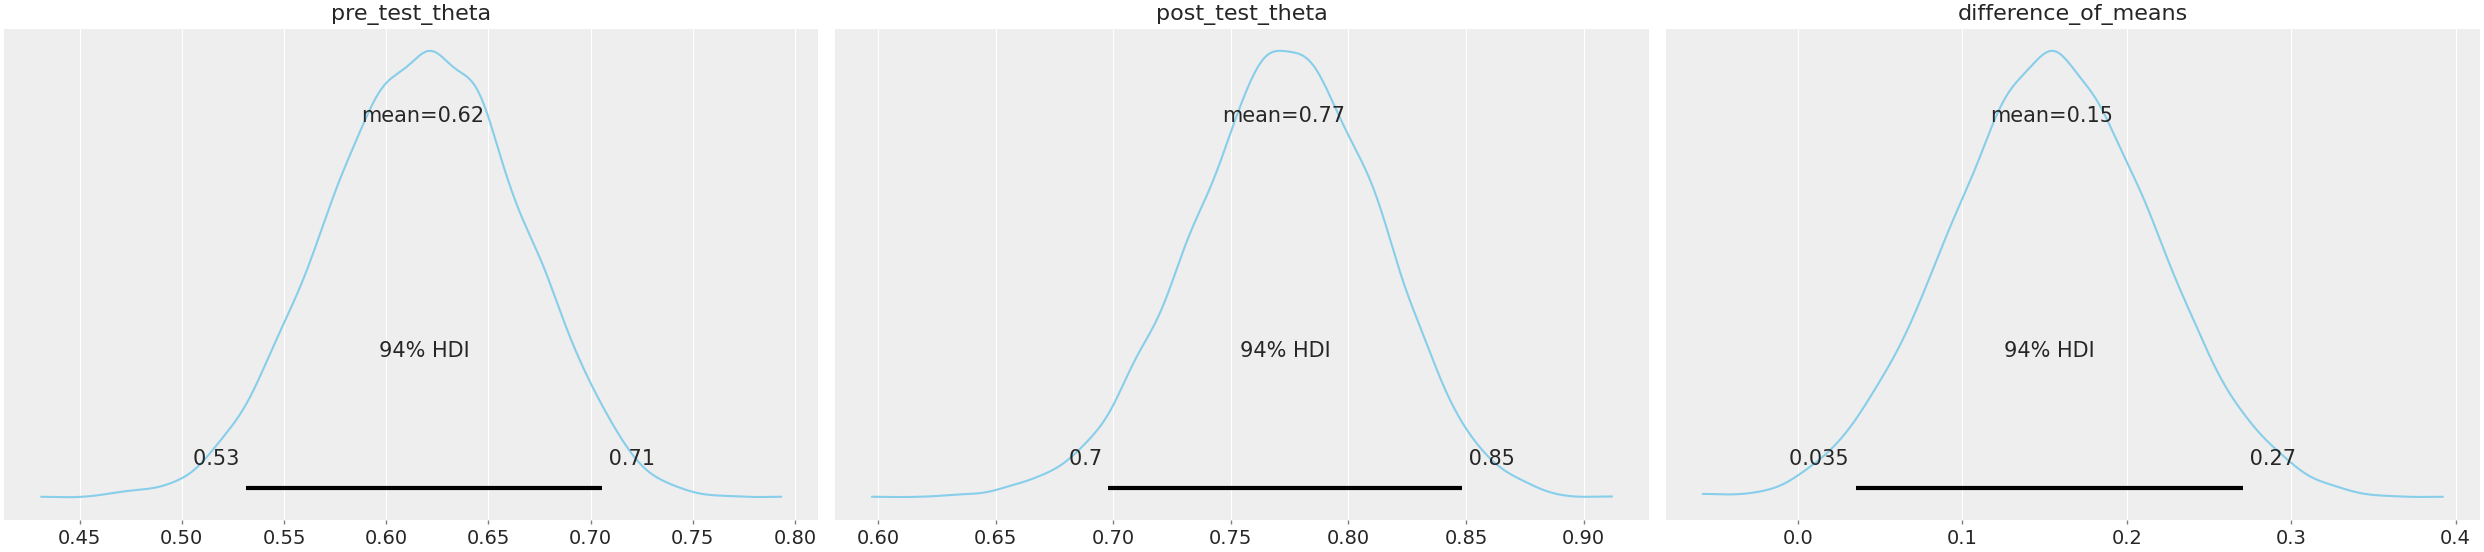 pre_test_theta
mean=0.62
94% HDI
0.53 0.71
0.45 0.50 0.55 0.60 0.65 0.70 0.75 0.80
post_test_theta
mean=0.77
94% HDI
0.7 0.85
0.60 0.65 0.70 0.75 0.80 0.85 0.90
difference_of_means
mean=0.15
94% HDI
0.035 0.27
0.0 0.1 0.2 0.3 0.4